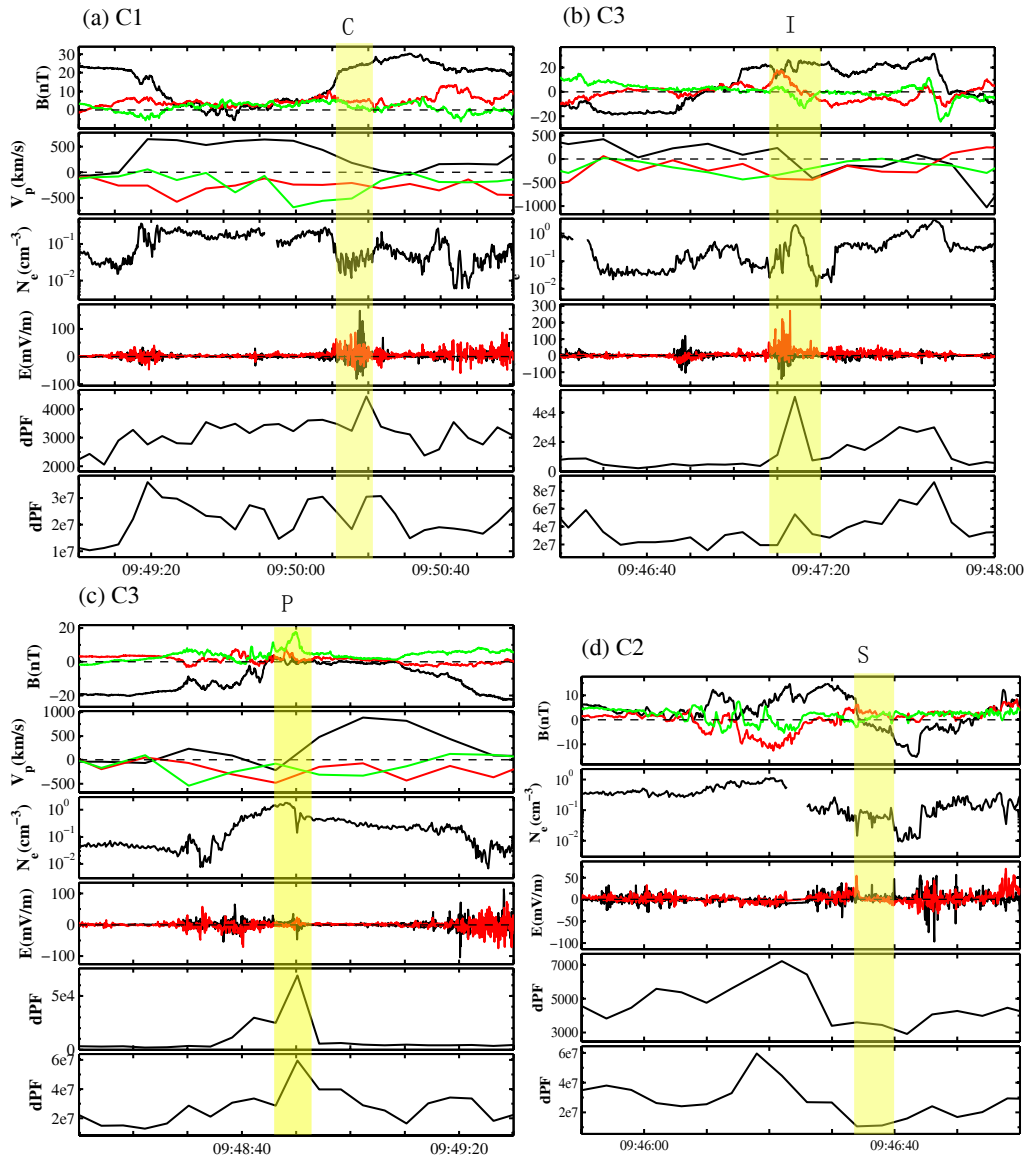 (a) C1
C
B(nT)
30
20
10
0
V_p(km/s)
500
0
−500
N_e(cm⁻³)
10⁻¹
10⁻²
E(mV/m)
100
0
−100
dPF
4000
3000
2000
dPF
3e7
2e7
1e7
09:49:20 09:50:00 09:50:40
(b) C3
I
20
0
−20
500
0
−500
−1000
e
10⁰
10⁻¹
10⁻²
300
200
100
0
−100
4e4
2e4
0
8e7
6e7
4e7
2e7
09:46:40 09:47:20 09:48:00
(c) C3
P
B(nT)
20
0
−20
V_p(km/s)
1000
500
0
−500
N_e(cm⁻³)
10⁰
10⁻¹
10⁻²
E(mV/m)
100
0
−100
dPF
5e4
0
dPF
6e7
4e7
2e7
09:48:40 09:49:20
(d) C2
S
B(nT)
10
0
−10
N_e(cm⁻³)
10⁰
10⁻¹
10⁻²
E(mV/m)
50
0
−50
−100
dPF
7000
5000
3000
dPF
6e7
4e7
2e7
09:46:00 09:46:40